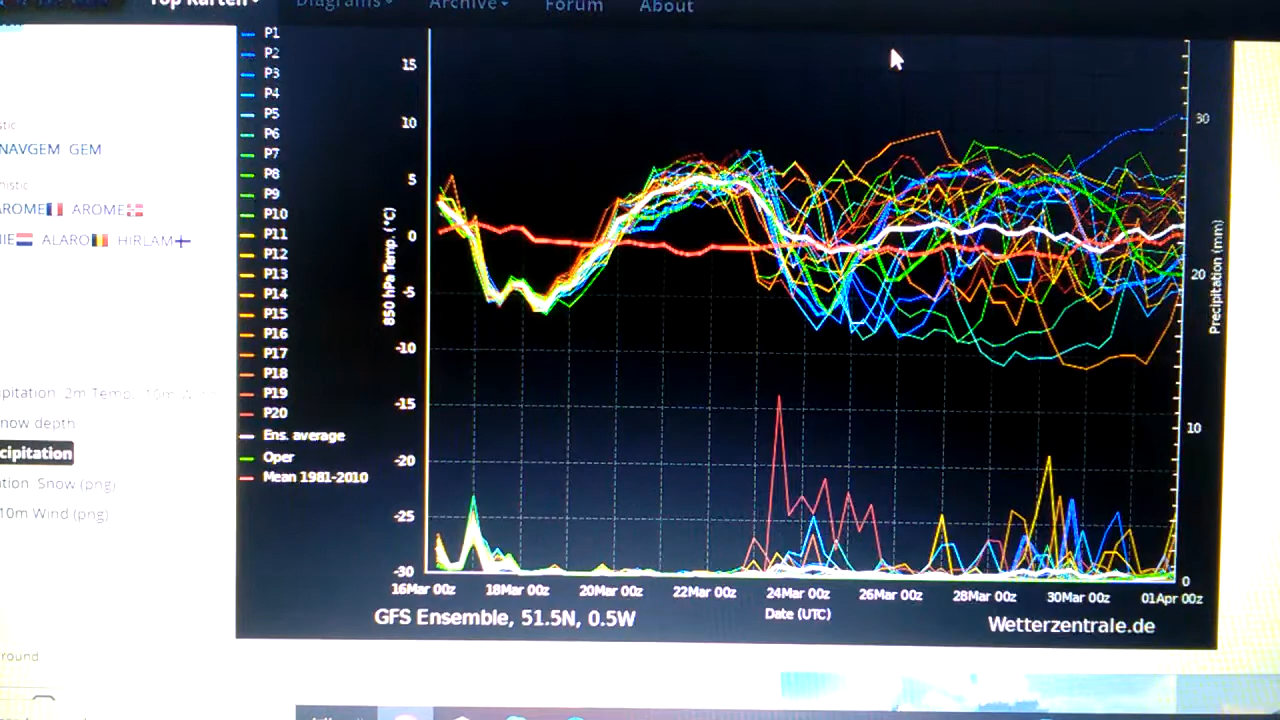 Top Karten Diagrams Archive Forum About
stic
NAVGEM GEM
nistic
AROME AROME
ALARO HIRLAM
cipitation
now depth
Snow (png)
10m Wind (png)
round
P1
P2
P3
P4
P5
P6
P7
P8
P9
P10
P11
P12
P13
P14
P15
P16
P17
P18
P19
P20
Ens. average
Oper
Mean 1981-2010
850 hPa Temp. (°C)
15
10
5
0
-5
-10
-15
-20
-25
-30
30
20
10
0
Precipitation (mm)
16Mar 00z 18Mar 00z 20Mar 00z 22Mar 00z 24Mar 00z 26Mar 00z 28Mar 00z 30Mar 00z 01Apr 00z
Date (UTC)
GFS Ensemble, 51.5N, 0.5W
Wetterzentrale.de